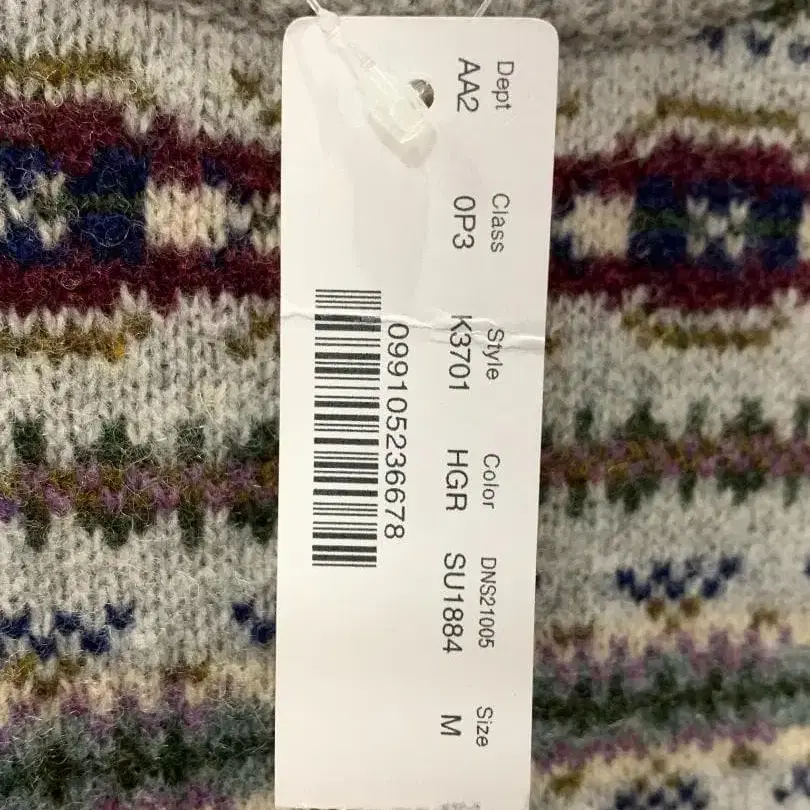 Dept Class Style Color DNS21005 Size
AA2 0P3 K3701 HGR SU1884 M
099105236678